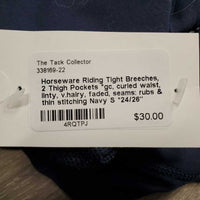 The Tack Collector
338169-22
Horseware Riding Tight Breeches,
2 Thigh Pockets *gc, curled waist,
linty, v.hairy, faded, seams: rubs &
thin stitching Navy S "24/26"
$30.00
4RQTPJ